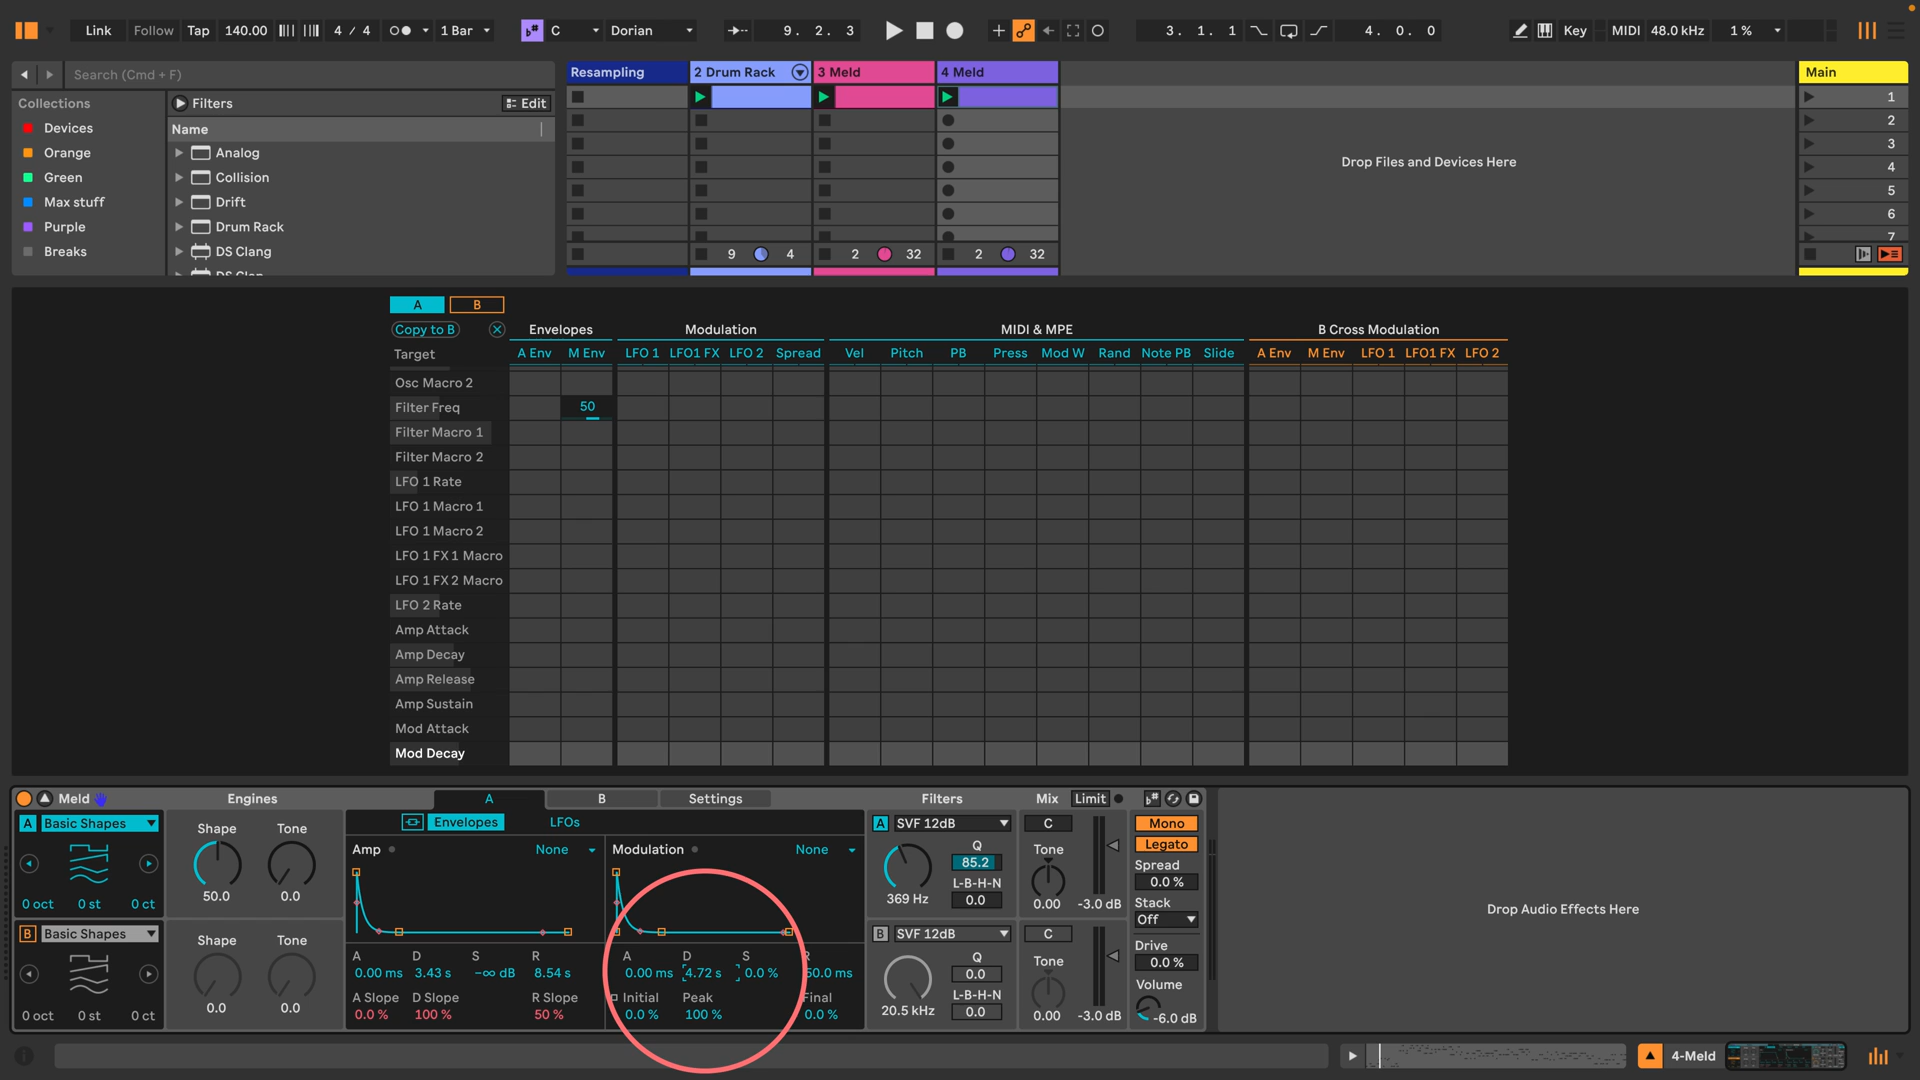 Link Follow Tap 140.00 4 / 4 1 Bar C Dorian 9. 2. 3 3. 1. 1 4. 0. 0 Key MIDI 48.0 kHz 1 %
Search (Cmd + F)
Collections
Devices
Orange
Green
Max stuff
Purple
Breaks
Filters Edit
Name
Analog
Collision
Drift
Drum Rack
DS Clang
DS Clap
Resampling 2 Drum Rack 3 Meld 4 Meld
9 4 2 32 2 32
Drop Files and Devices Here
Main
1
2
3
4
5
6
7
A B
Copy to B Envelopes Modulation MIDI & MPE B Cross Modulation
Target A Env M Env LFO 1 LFO1 FX LFO 2 Spread Vel Pitch PB Press Mod W Rand Note PB Slide A Env M Env LFO 1 LFO1 FX LFO 2
Osc Macro 2
Filter Freq 50
Filter Macro 1
Filter Macro 2
LFO 1 Rate
LFO 1 Macro 1
LFO 1 Macro 2
LFO 1 FX 1 Macro
LFO 1 FX 2 Macro
LFO 2 Rate
Amp Attack
Amp Decay
Amp Release
Amp Sustain
Mod Attack
Mod Decay
Meld Engines A B Settings Filters Mix Limit
A Basic Shapes
0 oct 0 st 0 ct
B Basic Shapes
0 oct 0 st 0 ct
Shape Tone
50.0 0.0
Shape Tone
0.0 0.0
Envelopes LFOs
Amp None
A D S R
0.00 ms 3.43 s -∞ dB 8.54 s
A Slope D Slope R Slope
0.0 % 100 % 50 %
Modulation None
A D S R
0.00 ms 4.72 s 0.0 % 50.0 ms
Initial Peak Final
0.0 % 100 % 0.0 %
A SVF 12dB
Q
85.2
L-B-H-N
369 Hz 0.0
B SVF 12dB
Q
0.0
L-B-H-N
20.5 kHz 0.0
C
Tone
0.00 -3.0 dB
C
Tone
0.00 -3.0 dB
Mono
Legato
Spread
0.0 %
Stack
Off
Drive
0.0 %
Volume
-6.0 dB
Drop Audio Effects Here
4-Meld